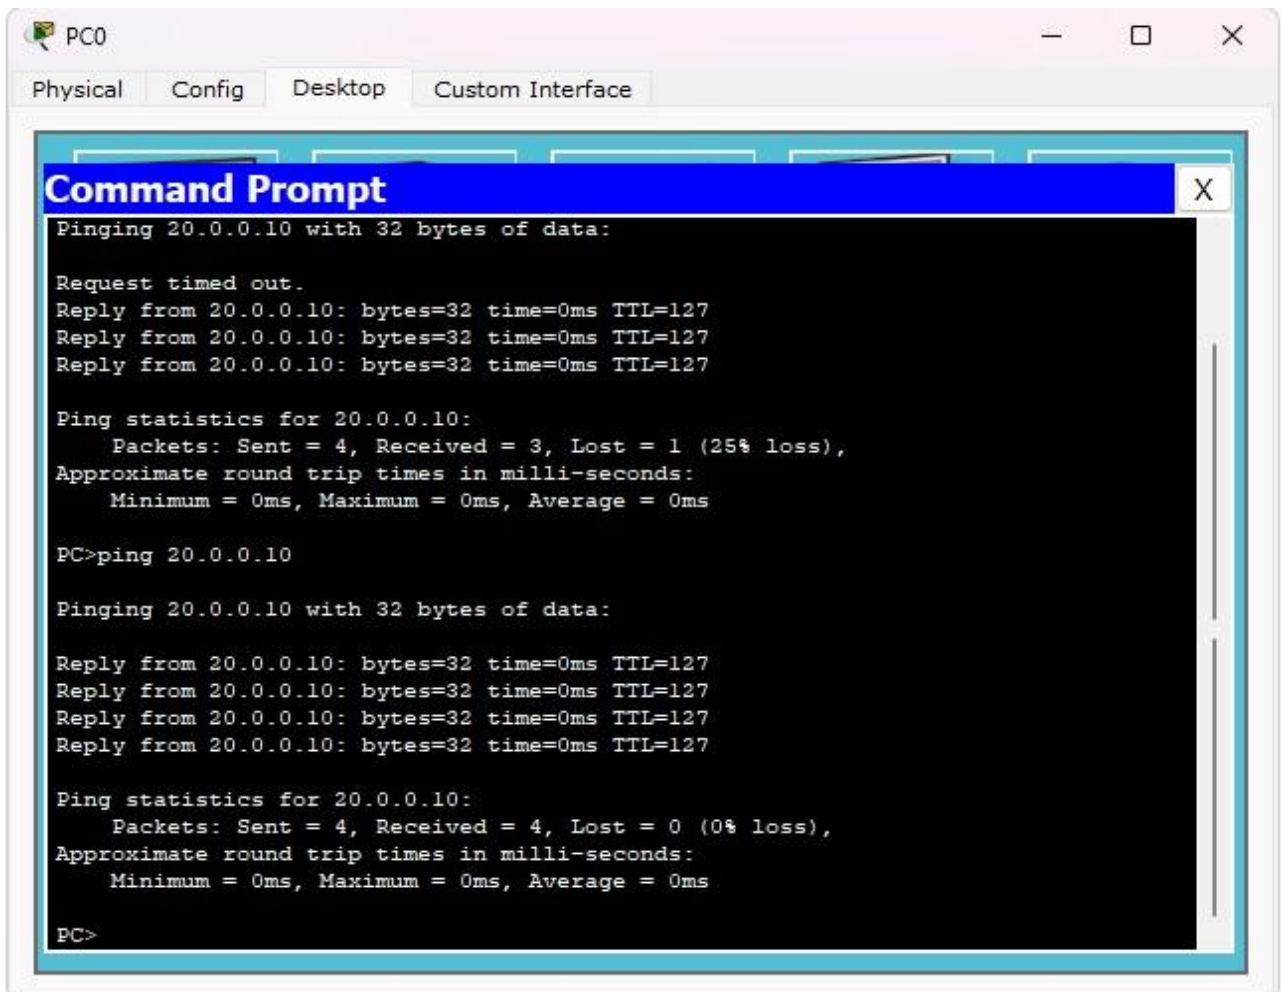 PC0
Physical Config Desktop Custom Interface
Command Prompt X
Pinging 20.0.0.10 with 32 bytes of data:
Request timed out.
Reply from 20.0.0.10: bytes=32 time=0ms TTL=127
Reply from 20.0.0.10: bytes=32 time=0ms TTL=127
Reply from 20.0.0.10: bytes=32 time=0ms TTL=127
Ping statistics for 20.0.0.10:
Packets: Sent = 4, Received = 3, Lost = 1 (25% loss),
Approximate round trip times in milli-seconds:
Minimum = 0ms, Maximum = 0ms, Average = 0ms
PC>ping 20.0.0.10
Pinging 20.0.0.10 with 32 bytes of data:
Reply from 20.0.0.10: bytes=32 time=0ms TTL=127
Reply from 20.0.0.10: bytes=32 time=0ms TTL=127
Reply from 20.0.0.10: bytes=32 time=0ms TTL=127
Reply from 20.0.0.10: bytes=32 time=0ms TTL=127
Ping statistics for 20.0.0.10:
Packets: Sent = 4, Received = 4, Lost = 0 (0% loss),
Approximate round trip times in milli-seconds:
Minimum = 0ms, Maximum = 0ms, Average = 0ms
PC>